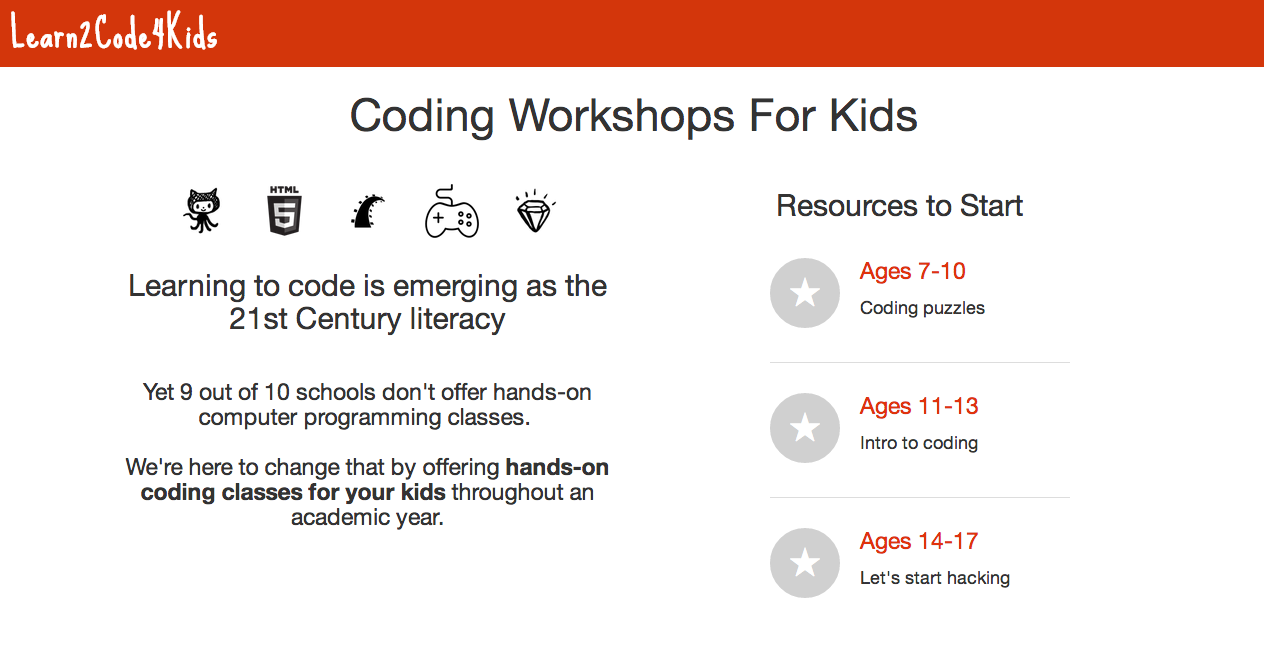 Learn2Code4Kids
Coding Workshops For Kids
HTML
5
Learning to code is emerging as the
21st Century literacy
Yet 9 out of 10 schools don't offer hands-on
computer programming classes.
We're here to change that by offering hands-on
coding classes for your kids throughout an
academic year.
Resources to Start
Ages 7-10
Coding puzzles
Ages 11-13
Intro to coding
Ages 14-17
Let's start hacking